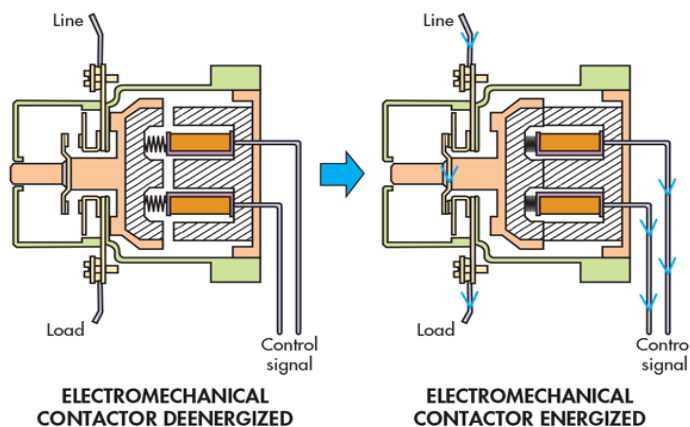 Line
Load
Control
signal
ELECTROMECHANICAL
CONTACTOR DEENERGIZED
Line
Load
Contro
signal
ELECTROMECHANICAL
CONTACTOR ENERGIZED